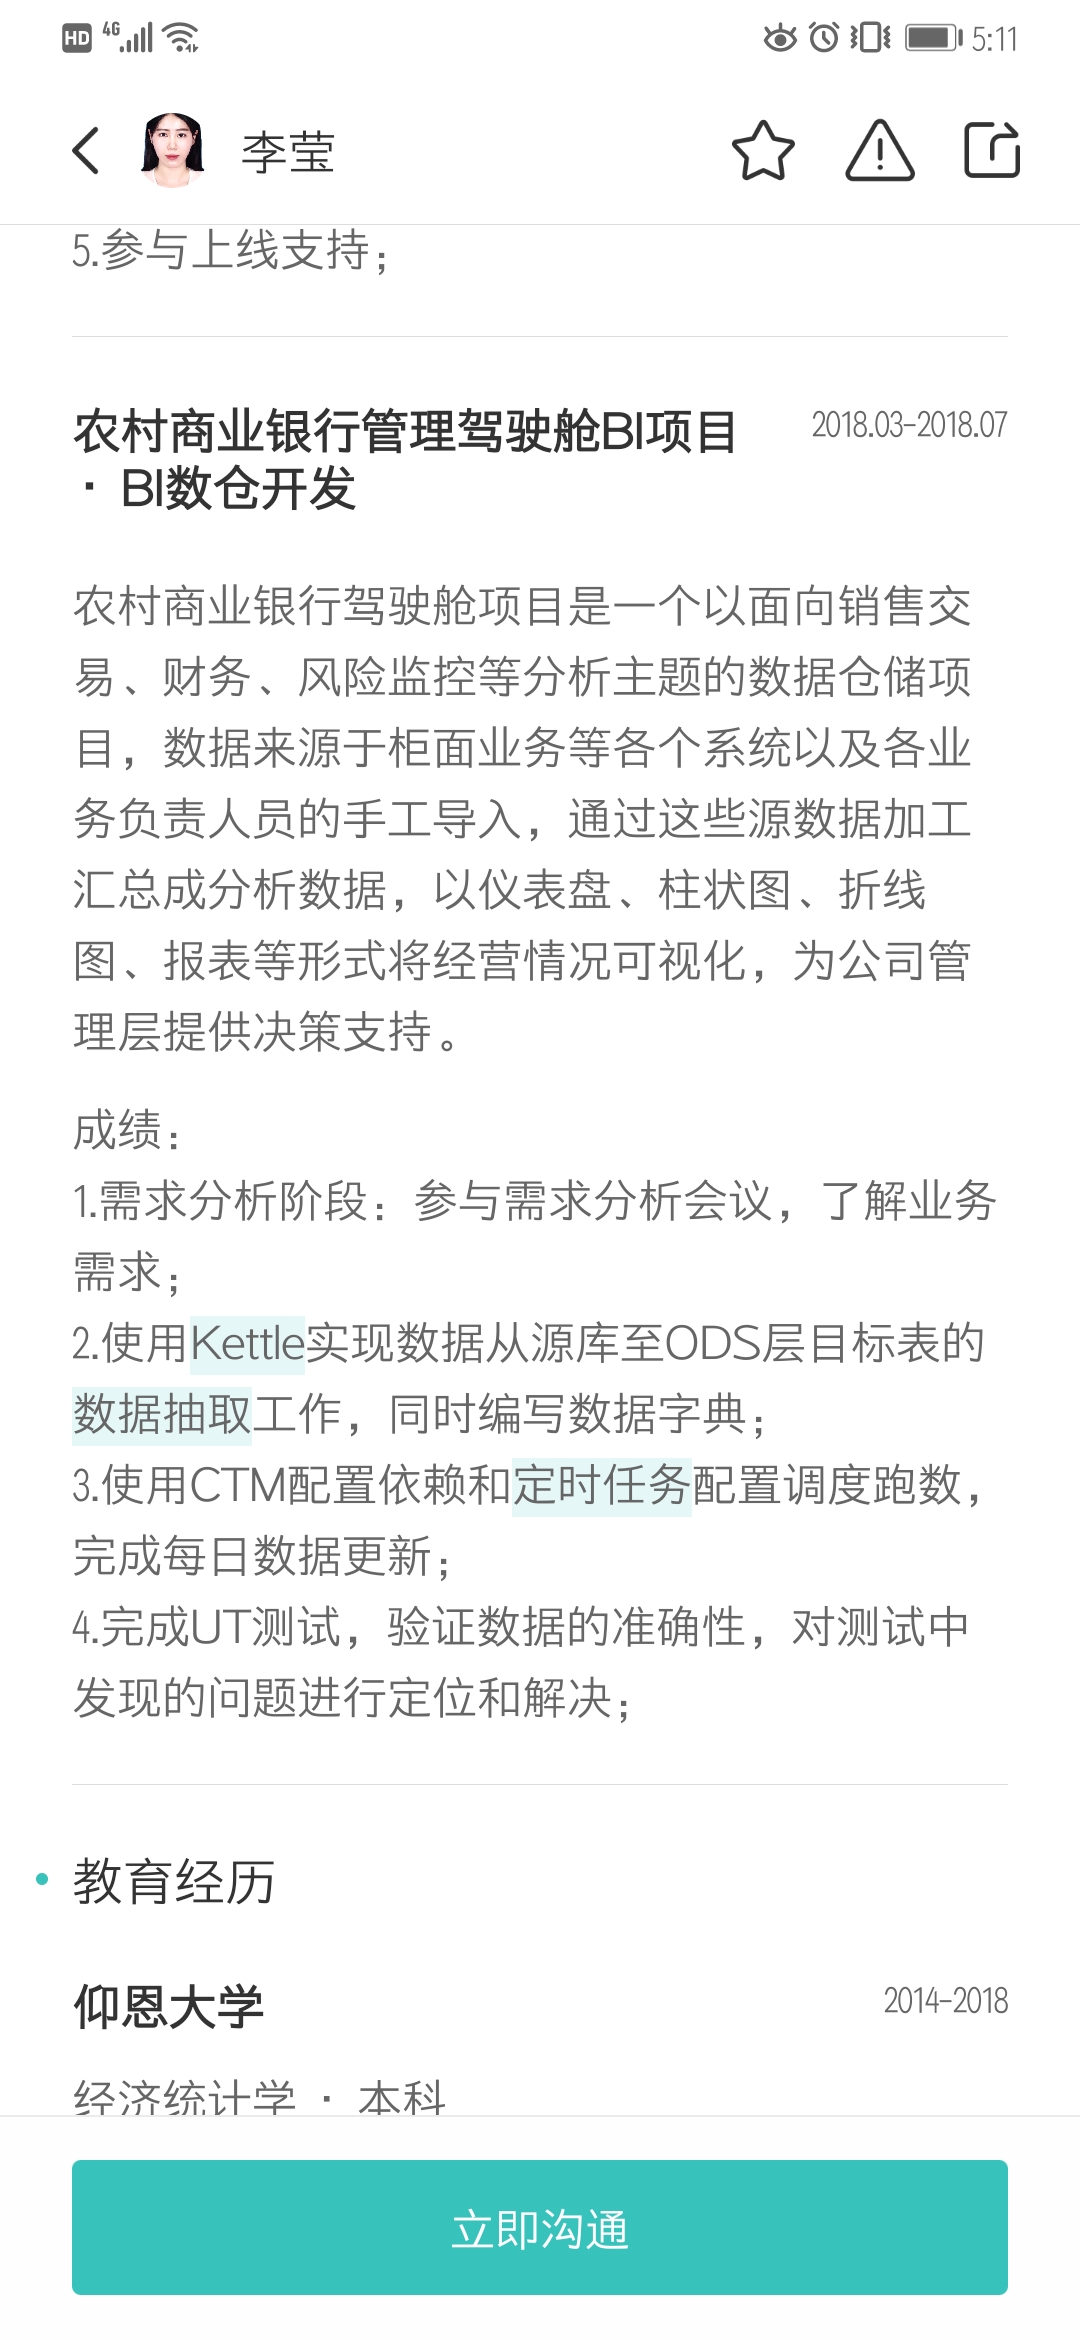 HD 4G 5:11
李莹
5.参与上线支持；
农村商业银行管理驾驶舱BI项目 2018.03-2018.07
· BI数仓开发
农村商业银行驾驶舱项目是一个以面向销售交
易、财务、风险监控等分析主题的数据仓储项
目，数据来源于柜面业务等各个系统以及各业
务负责人员的手工导入，通过这些源数据加工
汇总成分析数据，以仪表盘、柱状图、折线
图、报表等形式将经营情况可视化，为公司管
理层提供决策支持。
成绩：
1.需求分析阶段：参与需求分析会议，了解业务
需求；
2.使用Kettle实现数据从源库至ODS层目标表的
数据抽取工作，同时编写数据字典；
3.使用CTM配置依赖和定时任务配置调度跑数，
完成每日数据更新；
4.完成UT测试，验证数据的准确性，对测试中
发现的问题进行定位和解决；
教育经历
仰恩大学 2014-2018
经济统计学 · 本科
立即沟通